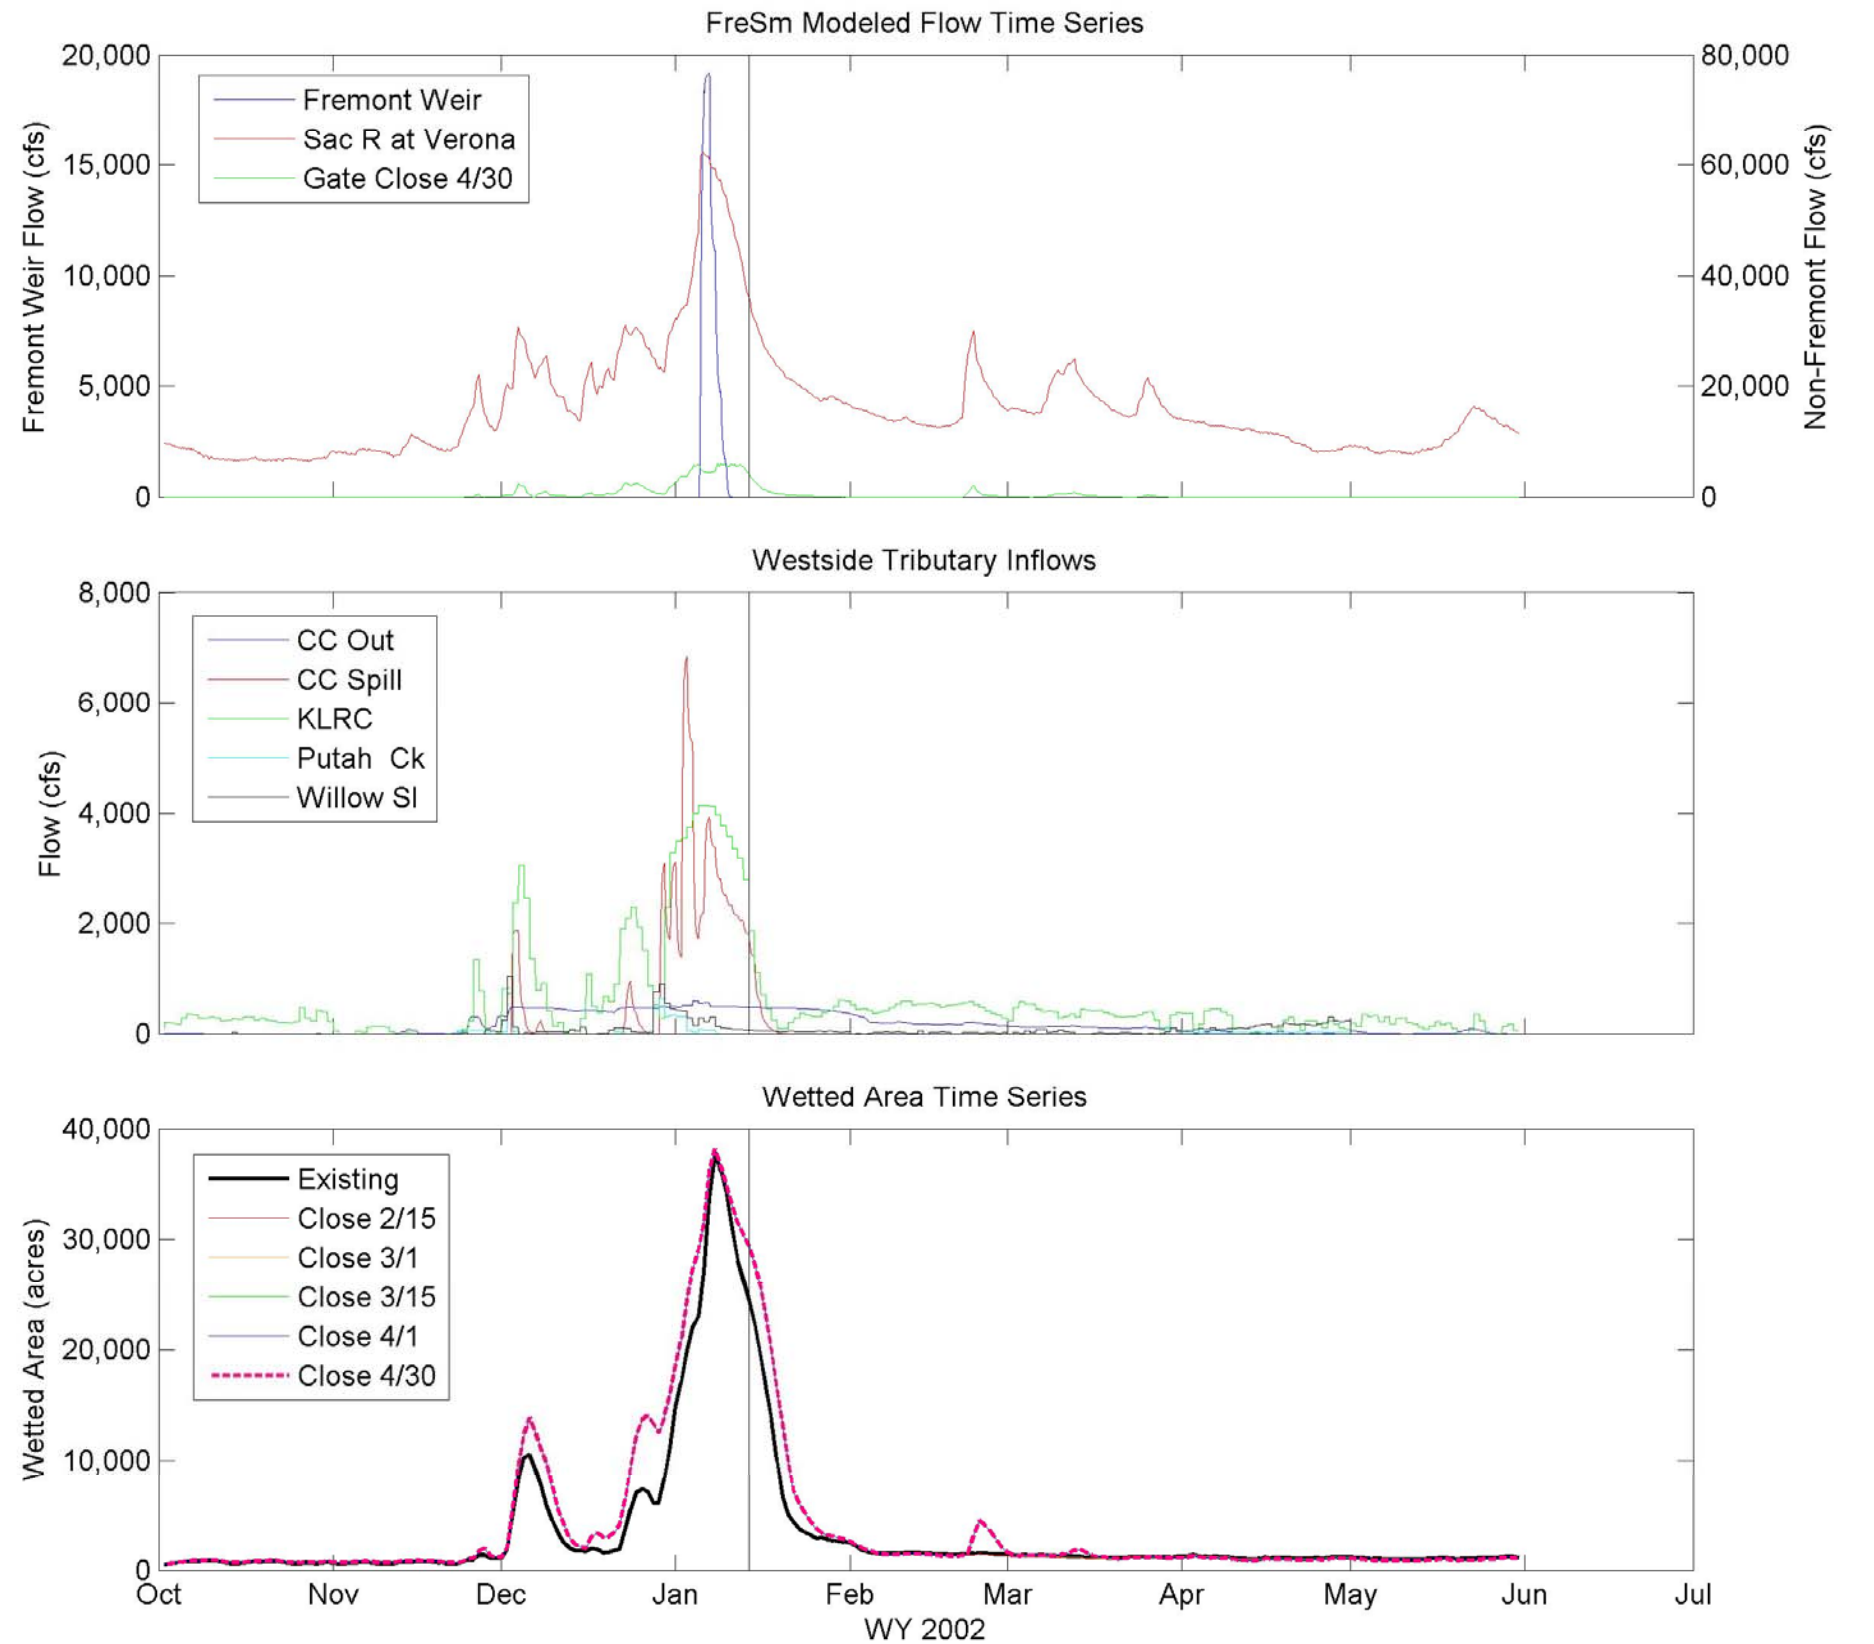 FreSm Modeled Flow Time Series
20,000
15,000
10,000
5,000
0
Fremont Weir Flow (cfs)
Fremont Weir
Sac R at Verona
Gate Close 4/30
80,000
60,000
40,000
20,000
0
Non-Fremont Flow (cfs)
Westside Tributary Inflows
8,000
6,000
4,000
2,000
0
Flow (cfs)
CC Out
CC Spill
KLRC
Putah Ck
Willow Sl
Wetted Area Time Series
40,000
30,000
20,000
10,000
0
Wetted Area (acres)
Existing
Close 2/15
Close 3/1
Close 3/15
Close 4/1
Close 4/30
Oct Nov Dec Jan Feb Mar Apr May Jun Jul
WY 2002